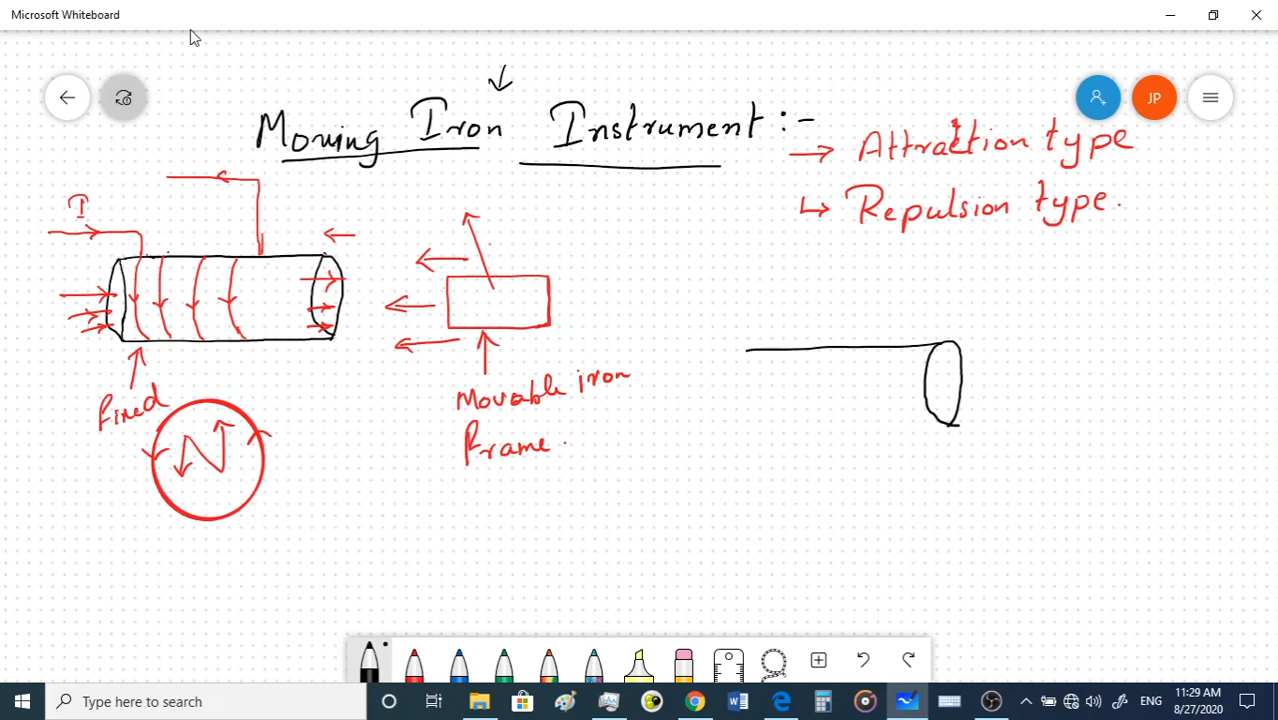 Microsoft Whiteboard
JP
Moving Iron Instrument :-
→ Attraction type
↳ Repulsion type.
I
fixed
N
Movable iron
frame.
Type here to search
ENG
11:29 AM
8/27/2020